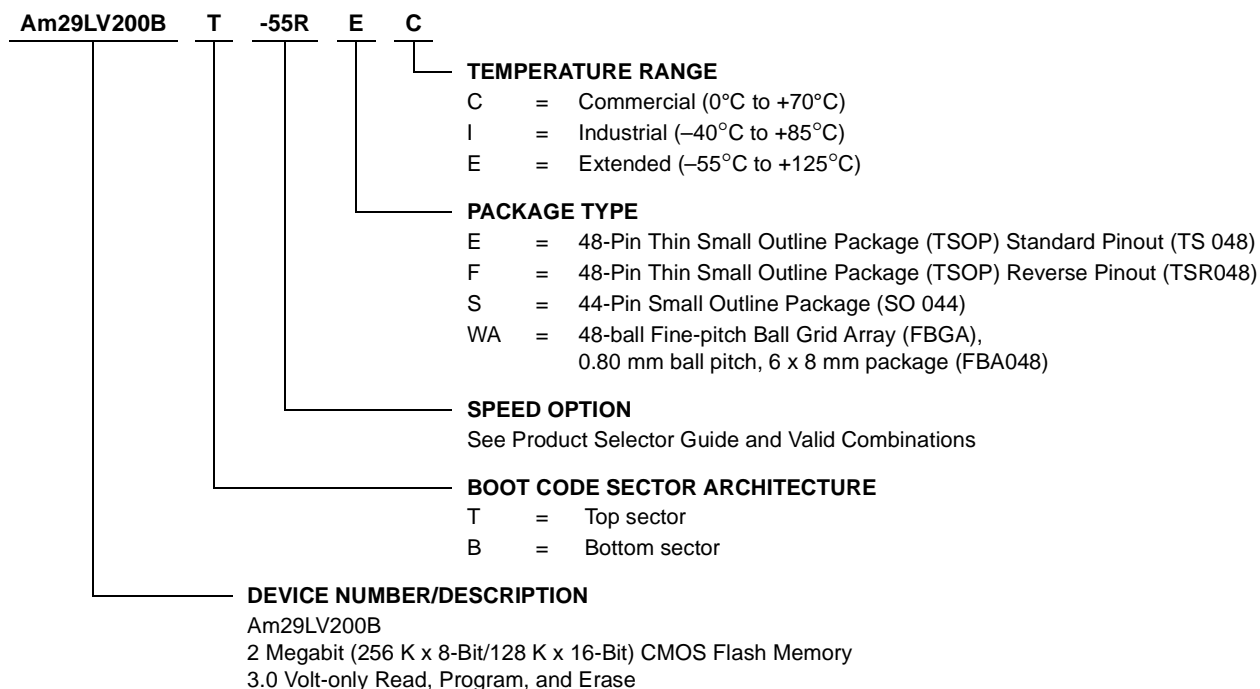 Am29LV200B T -55R E C
TEMPERATURE RANGE
C = Commercial (0°C to +70°C)
I = Industrial (–40°C to +85°C)
E = Extended (–55°C to +125°C)
PACKAGE TYPE
E = 48-Pin Thin Small Outline Package (TSOP) Standard Pinout (TS 048)
F = 48-Pin Thin Small Outline Package (TSOP) Reverse Pinout (TSR048)
S = 44-Pin Small Outline Package (SO 044)
WA = 48-ball Fine-pitch Ball Grid Array (FBGA),
0.80 mm ball pitch, 6 x 8 mm package (FBA048)
SPEED OPTION
See Product Selector Guide and Valid Combinations
BOOT CODE SECTOR ARCHITECTURE
T = Top sector
B = Bottom sector
DEVICE NUMBER/DESCRIPTION
Am29LV200B
2 Megabit (256 K x 8-Bit/128 K x 16-Bit) CMOS Flash Memory
3.0 Volt-only Read, Program, and Erase